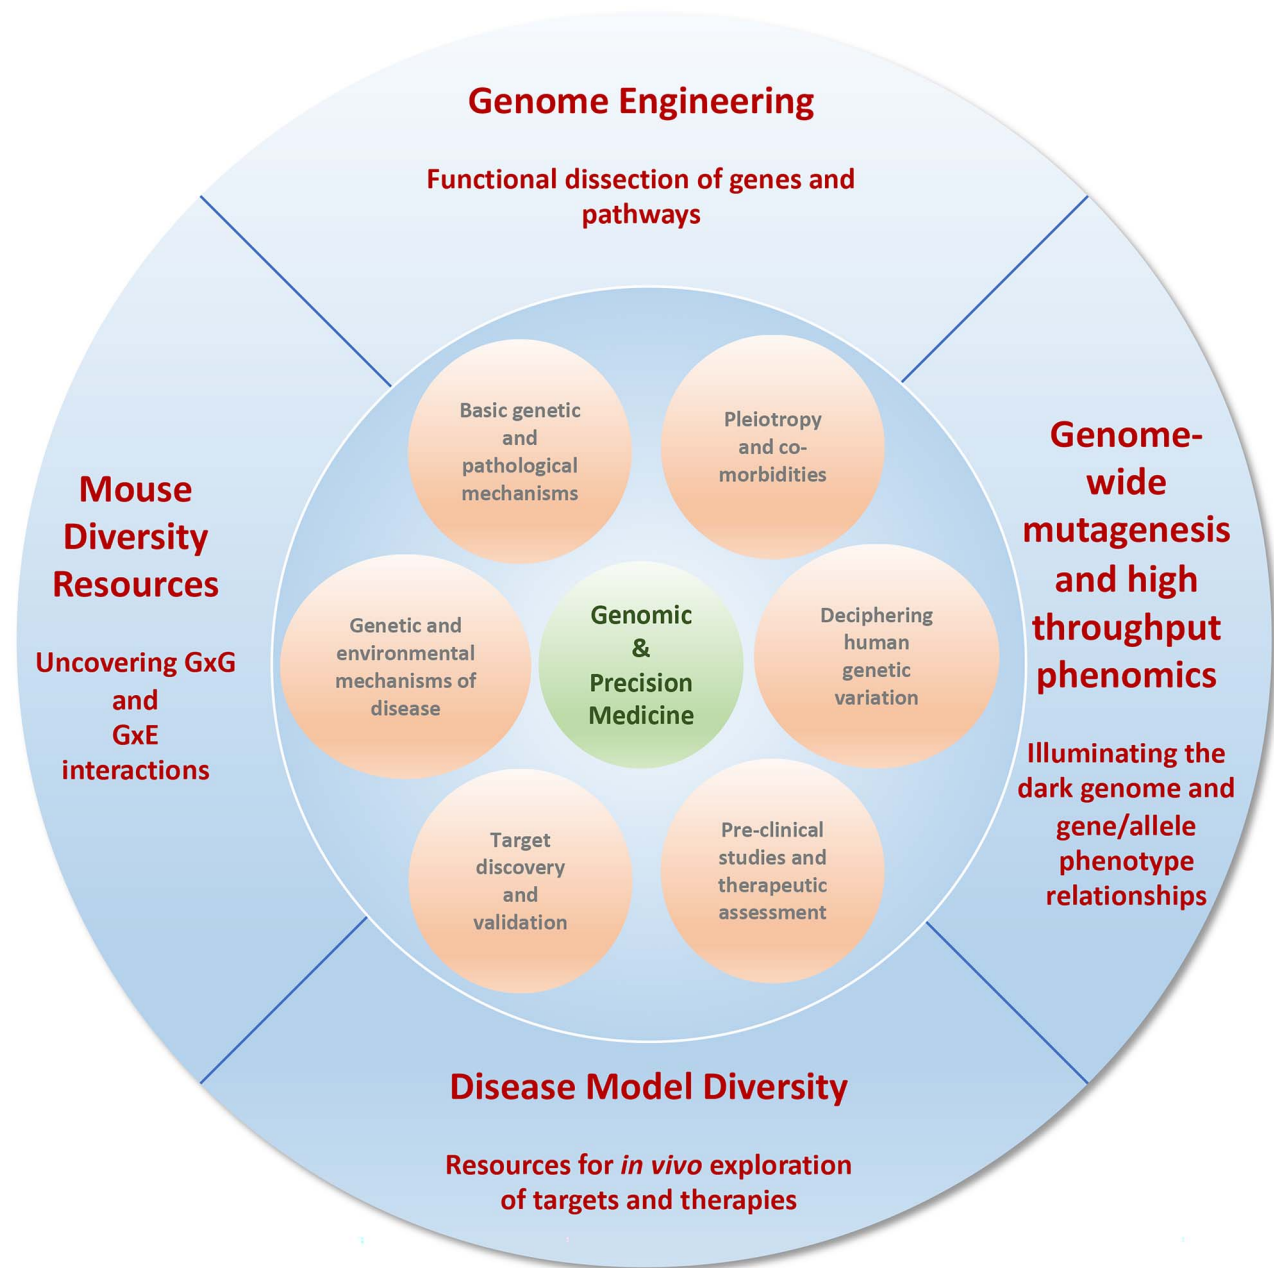 Genome Engineering
Functional dissection of genes and
pathways
Basic genetic
and
pathological
mechanisms
Pleiotropy
and co-
morbidities
Mouse
Diversity
Resources
Uncovering GxG
and
GxE
interactions
Genetic and
environmental
mechanisms of
disease
Genomic
&
Precision
Medicine
Deciphering
human
genetic
variation
Genome-
wide
mutagenesis
and high
throughput
phenomics
Illuminating the
dark genome and
gene/allele
phenotype
relationships
Target
discovery
and
validation
Pre-clinical
studies and
therapeutic
assessment
Disease Model Diversity
Resources for in vivo exploration
of targets and therapies